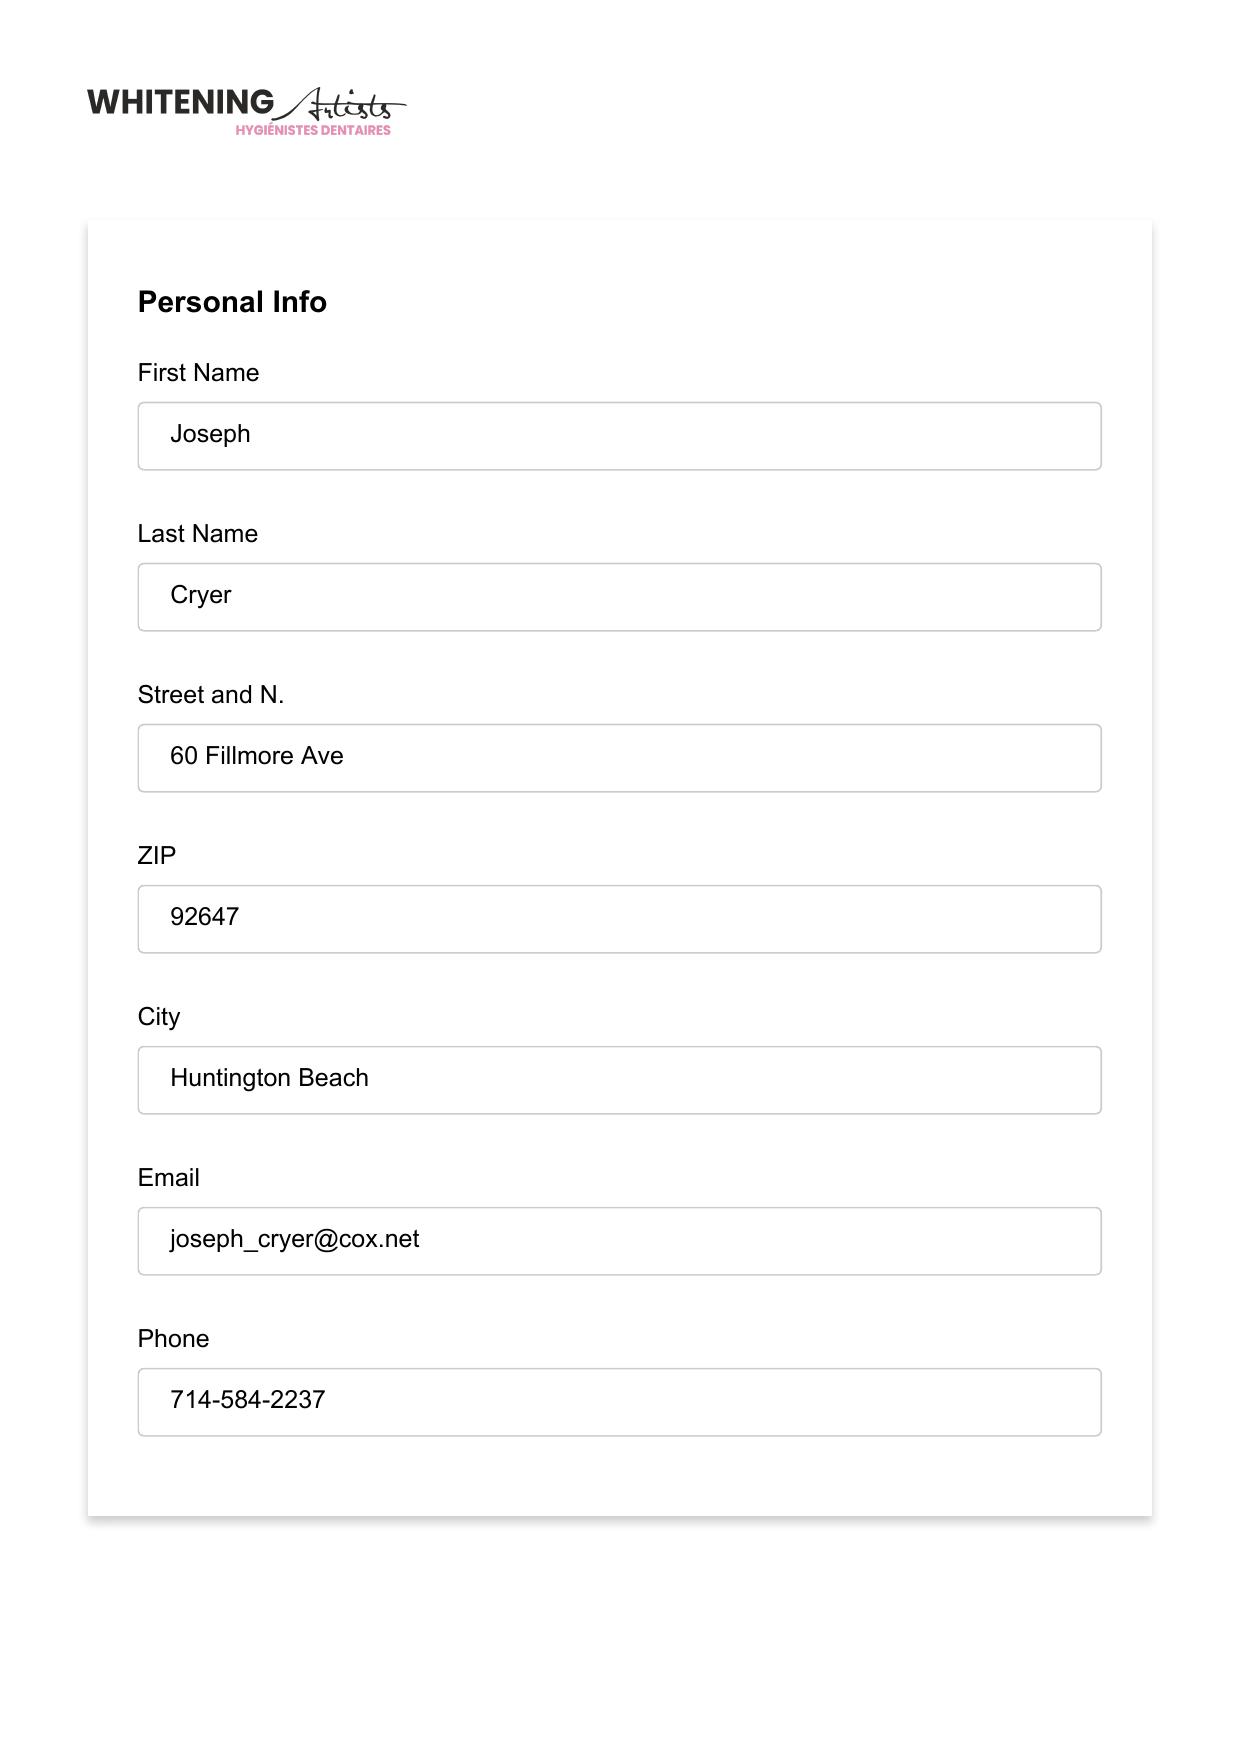 WHITENING Artists
HYGIÉNISTES DENTAIRES
Personal Info
First Name
Joseph
Last Name
Cryer
Street and N.
60 Fillmore Ave
ZIP
92647
City
Huntington Beach
Email
joseph_cryer@cox.net
Phone
714-584-2237